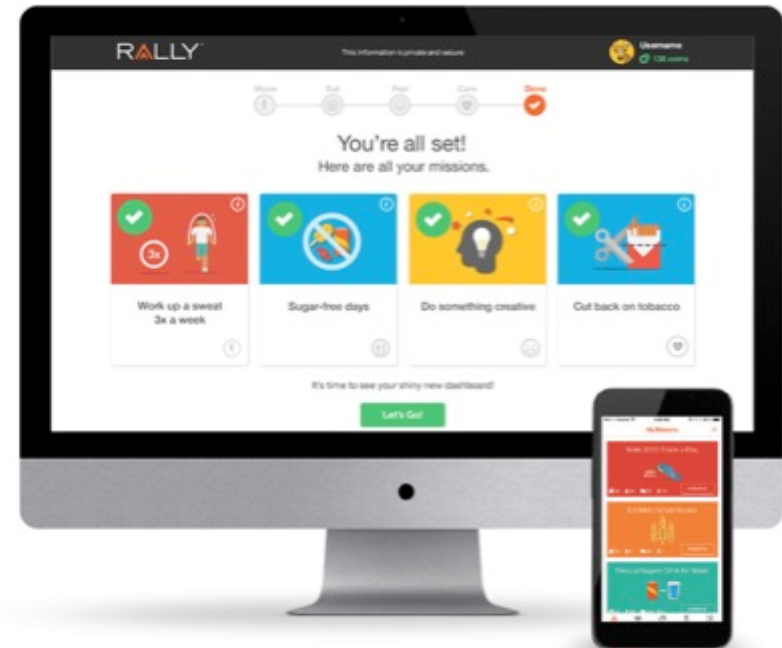 RALLY
This information is private and secure
Username
Move Eat Feel Care Done
You're all set!
Here are all your missions.
3x
Work up a sweat
3x a week
Sugar-free days
Do something creative
Cut back on tobacco
It's time to see your shiny new dashboard!
Let's Go!
My Missions